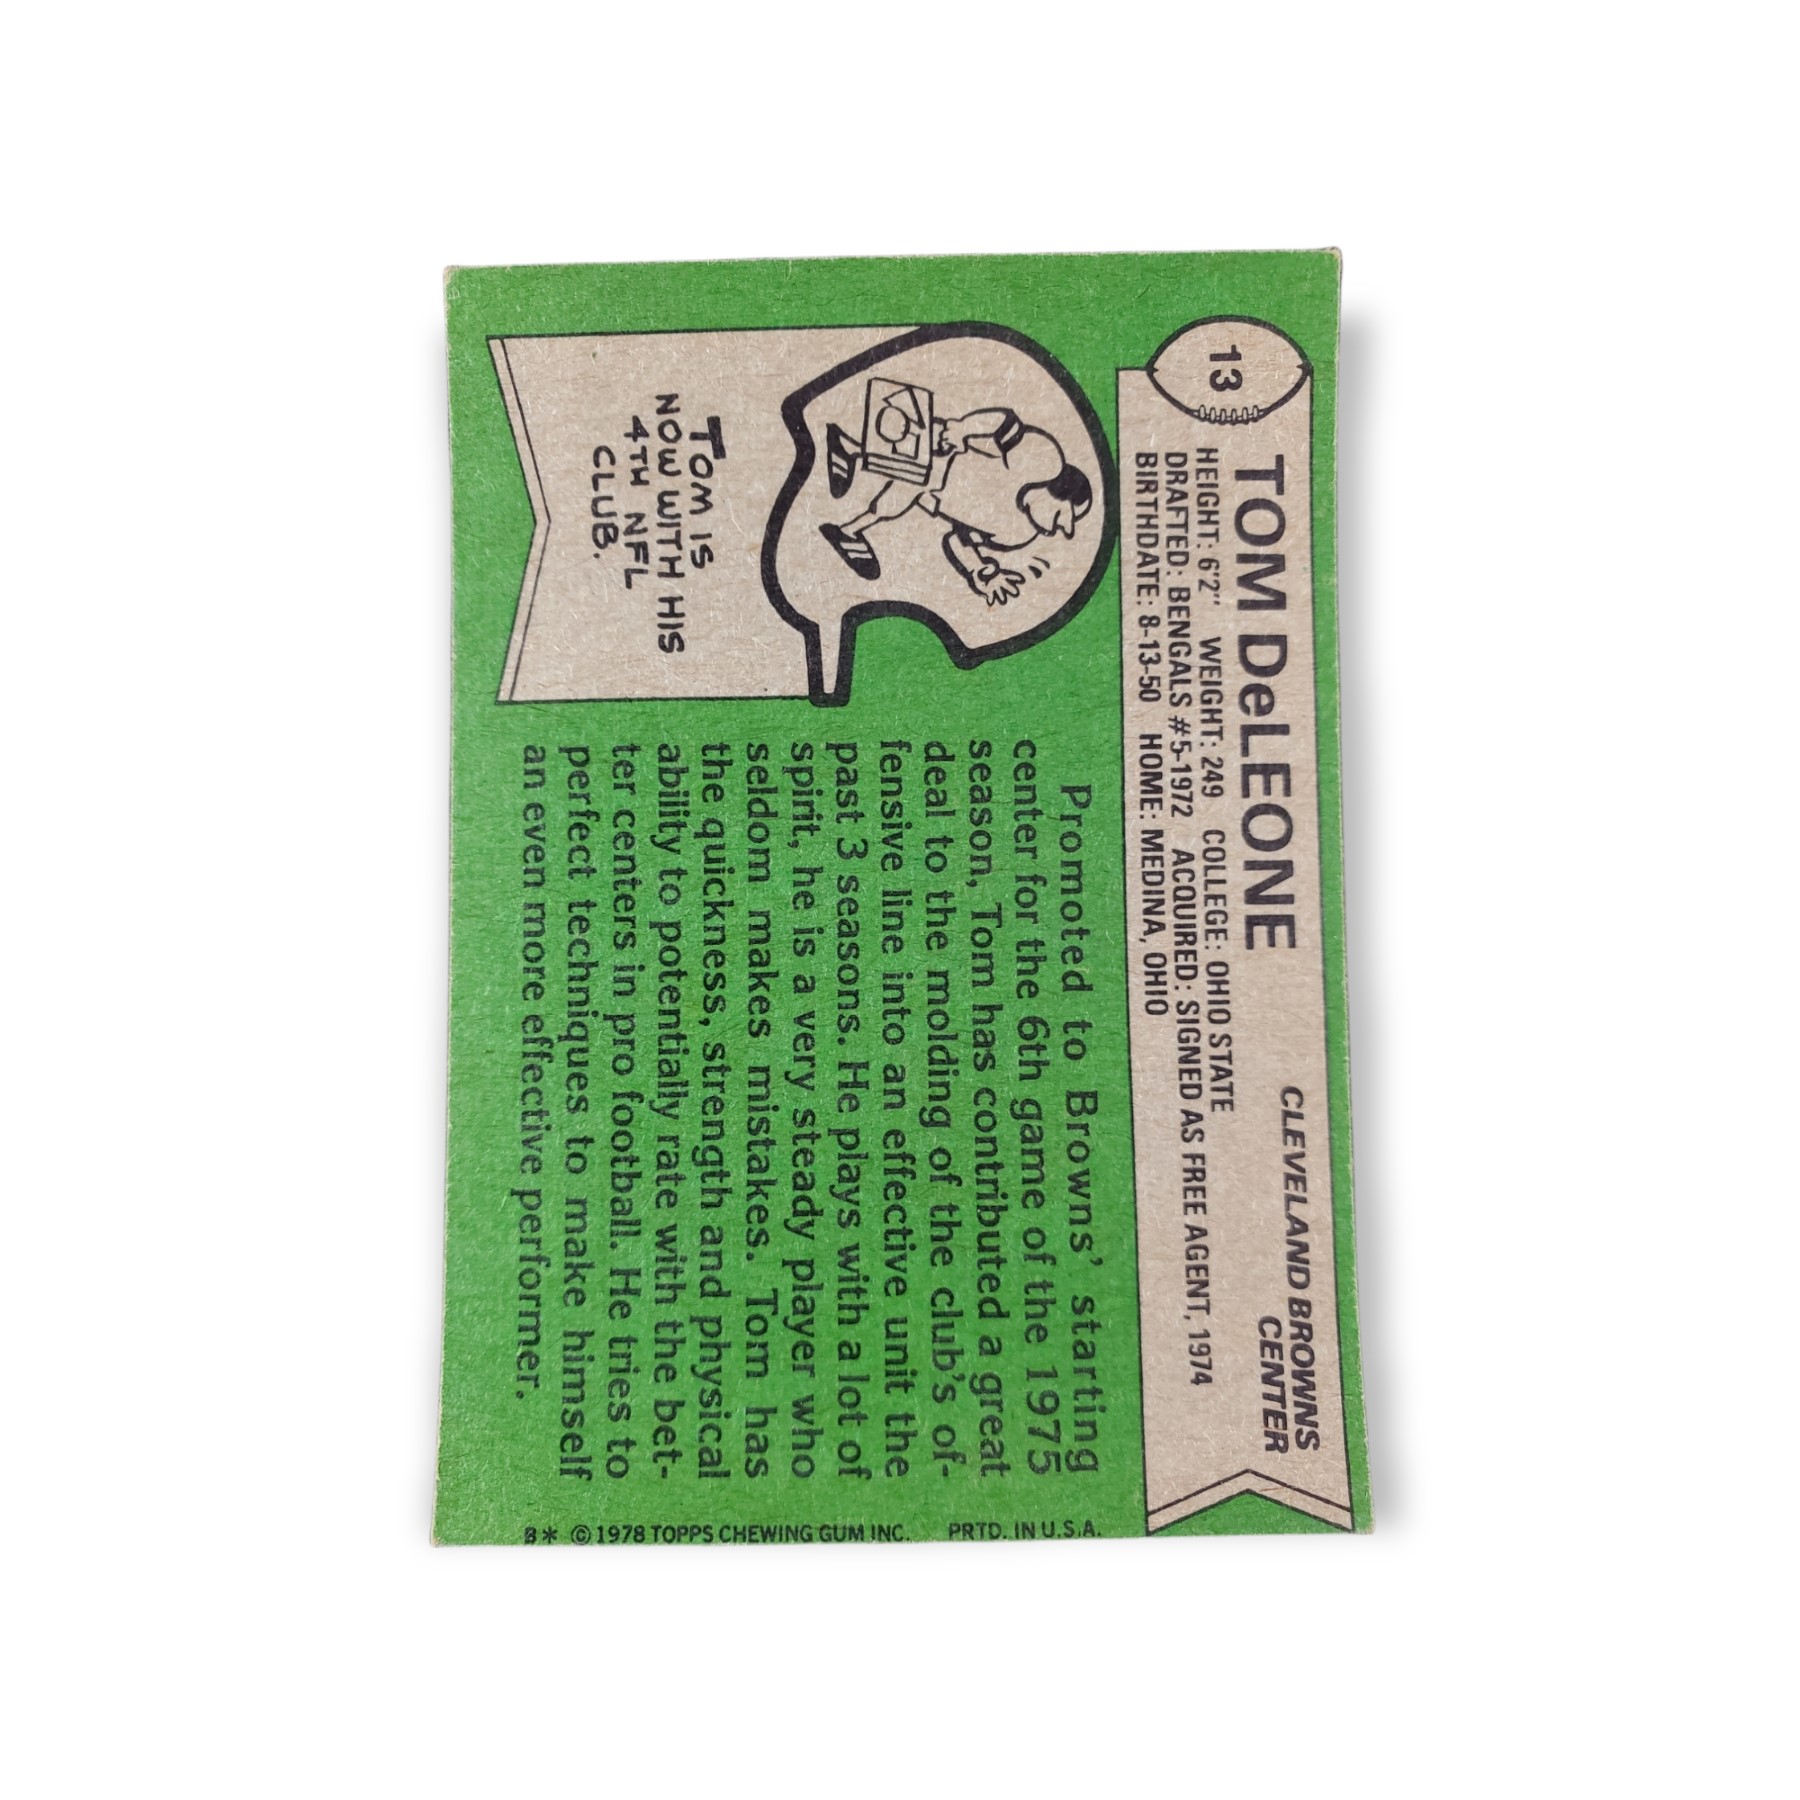 13
TOM DeLEONE
CLEVELAND BROWNS
CENTER
HEIGHT: 6'2" WEIGHT: 249 COLLEGE: OHIO STATE
DRAFTED: BENGALS #5-1972 ACQUIRED: SIGNED AS FREE AGENT, 1974
BIRTHDATE: 8-13-50 HOME: MEDINA, OHIO
TOM IS
NOW WITH HIS
4TH NFL
CLUB.
Promoted to Browns' starting
center for the 6th game of the 1975
season, Tom has contributed a great
deal to the molding of the club's of-
fensive line into an effective unit the
past 3 seasons. He plays with a lot of
spirit, he is a very steady player who
seldom makes mistakes. Tom has
the quickness, strength and physical
ability to potentially rate with the bet-
ter centers in pro football. He tries to
perfect techniques to make himself
an even more effective performer.
B* © 1978 TOPPS CHEWING GUM INC. PRTD. IN U.S.A.